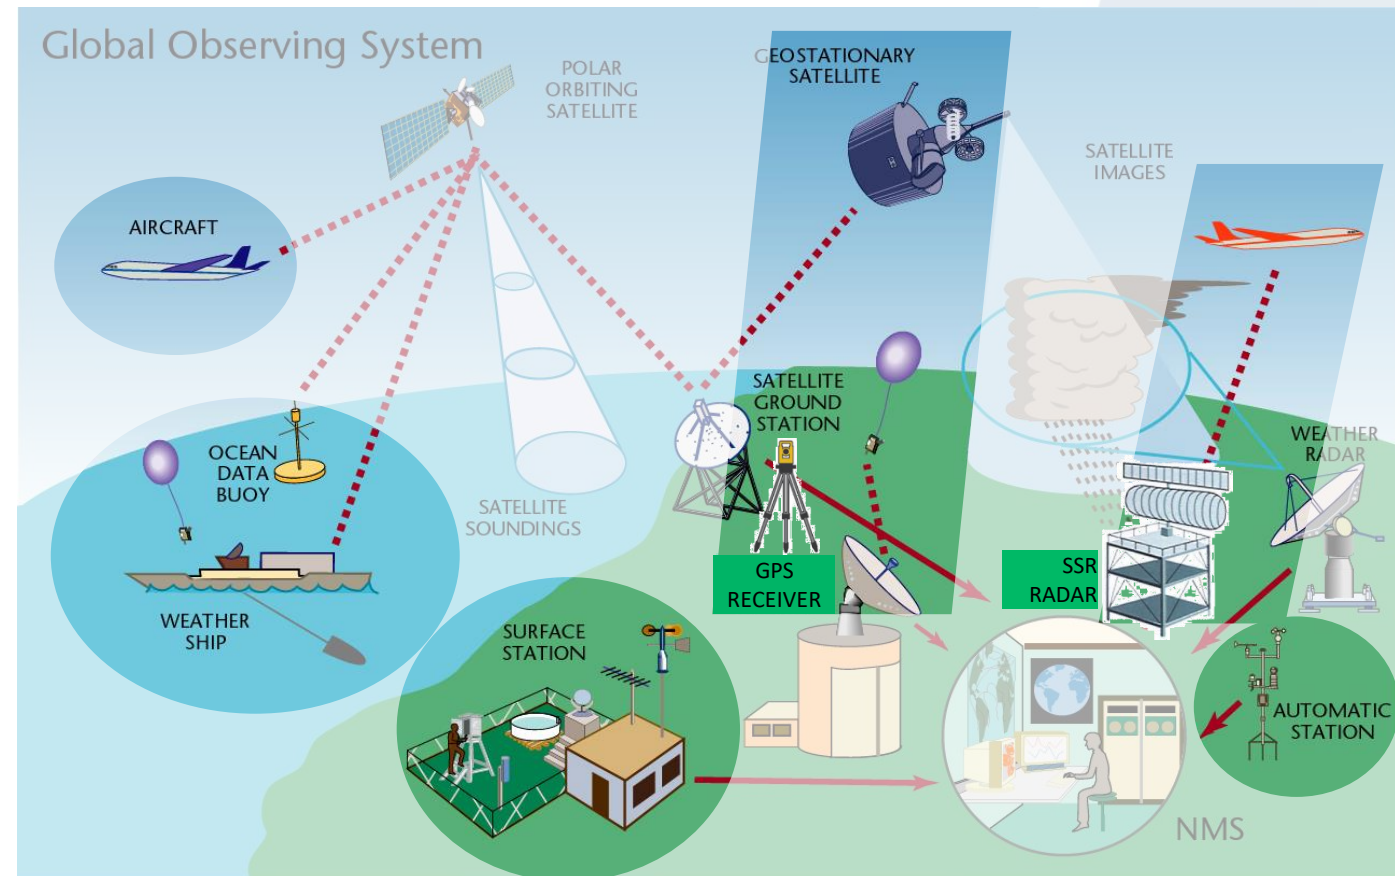 Global Observing System
POLAR
ORBITING
SATELLITE
GEOSTATIONARY
SATELLITE
SATELLITE
IMAGES
AIRCRAFT
OCEAN
DATA
BUOY
SATELLITE
SOUNDINGS
SATELLITE
GROUND
STATION
WEATHER
RADAR
GPS
RECEIVER
SSR
RADAR
WEATHER
SHIP
SURFACE
STATION
AUTOMATIC
STATION
NMS